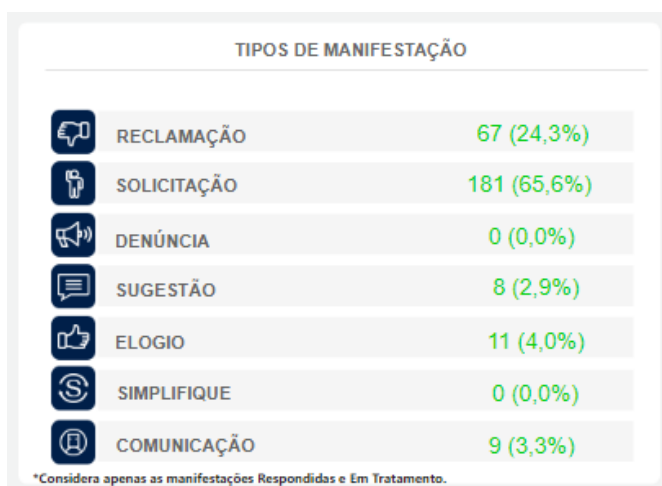 TIPOS DE MANIFESTAÇÃO
RECLAMAÇÃO 67 (24,3%)
SOLICITAÇÃO 181 (65,6%)
DENÚNCIA 0 (0,0%)
SUGESTÃO 8 (2,9%)
ELOGIO 11 (4,0%)
SIMPLIFIQUE 0 (0,0%)
COMUNICAÇÃO 9 (3,3%)
*Considera apenas as manifestações Respondidas e Em Tratamento.